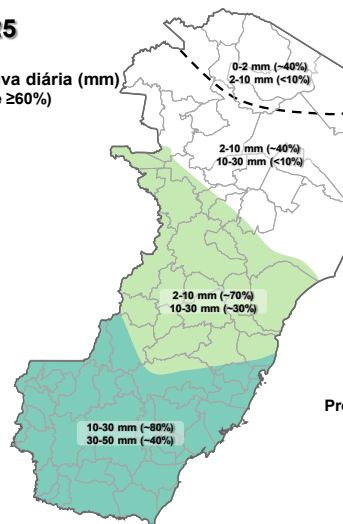 25
va diária (mm)
e ≥60%)
0-2 mm (~40%)
2-10 mm (<10%)
2-10 mm (~40%)
10-30 mm (<10%)
2-10 mm (~70%)
10-30 mm (~30%)
10-30 mm (~80%)
30-50 mm (~40%)
Pr